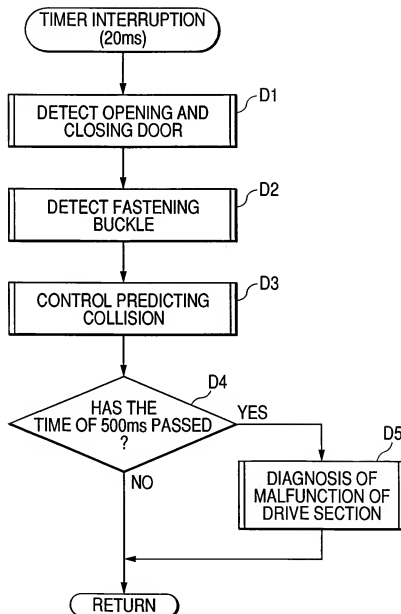 TIMER INTERRUPTION
(20ms)
D1
DETECT OPENING AND
CLOSING DOOR
D2
DETECT FASTENING
BUCKLE
D3
CONTROL PREDICTING
COLLISION
D4
HAS THE
TIME OF 500ms PASSED
?
YES
NO
D5
DIAGNOSIS OF
MALFUNCTION OF
DRIVE SECTION
RETURN